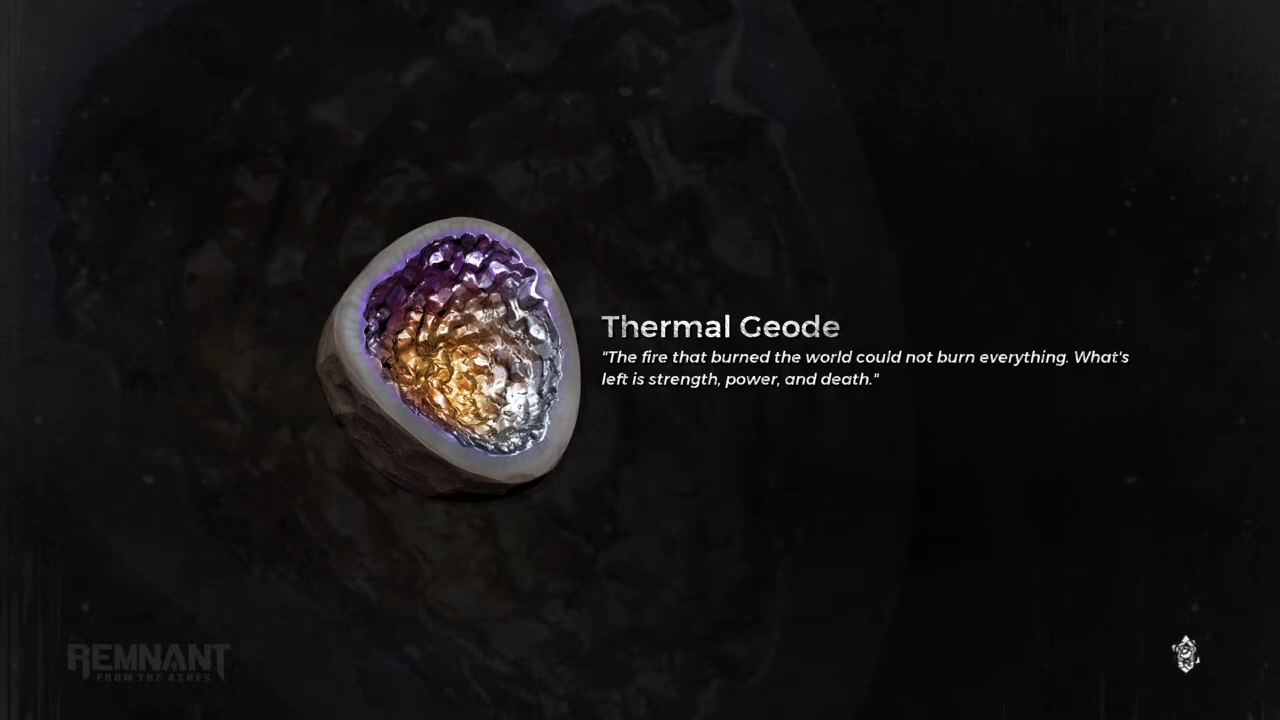 Thermal Geode
"The fire that burned the world could not burn everything. What's
left is strength, power, and death."
REMNANT
FROM THE ASHES